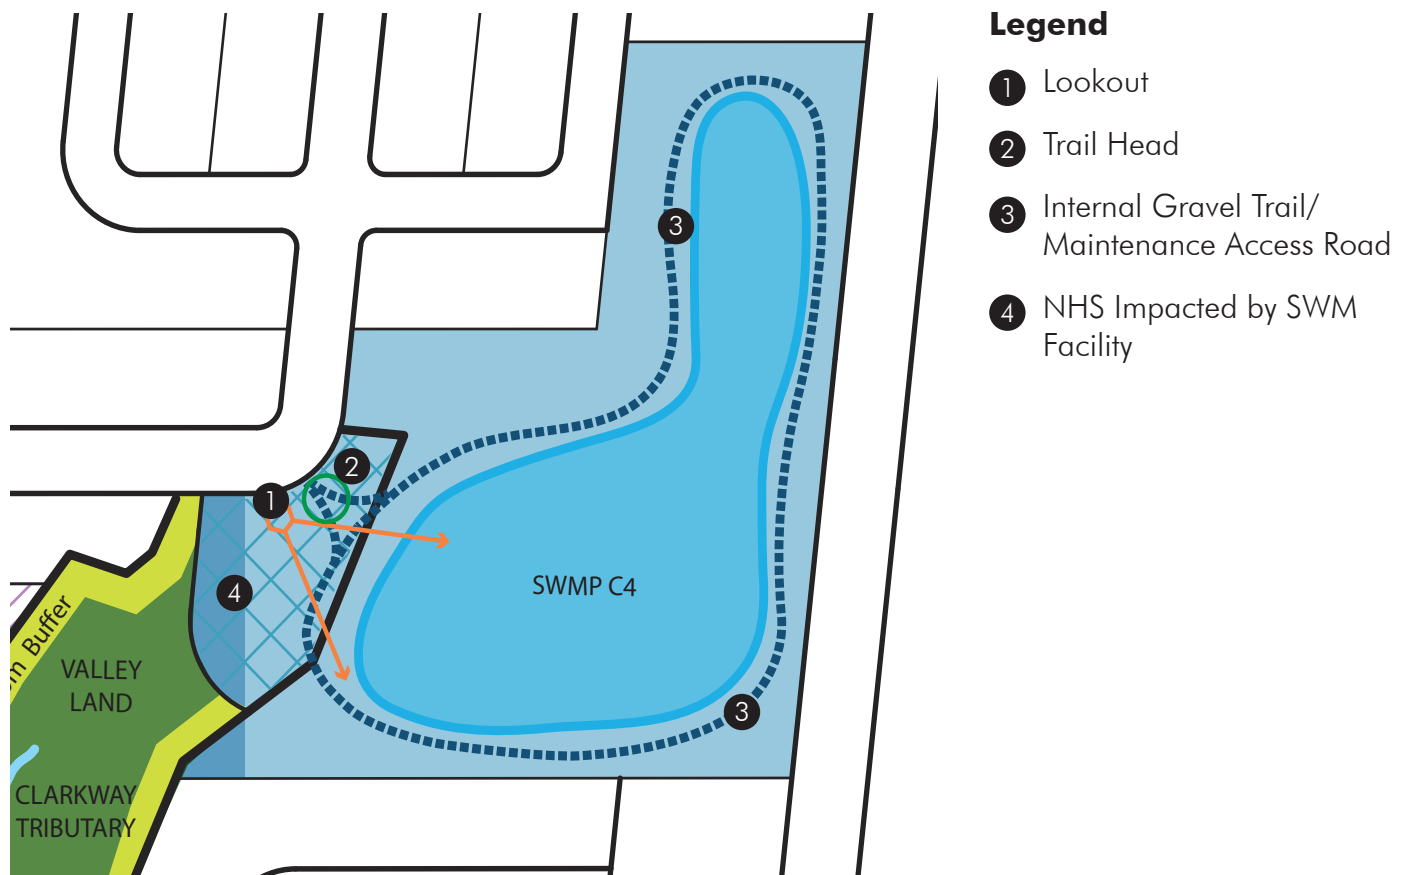 Legend
1 Lookout
2 Trail Head
3 Internal Gravel Trail/
Maintenance Access Road
4 NHS Impacted by SWM
Facility
3
2
1
4
SWMP C4
3
m Buffer
VALLEY
LAND
CLARKWAY
TRIBUTARY